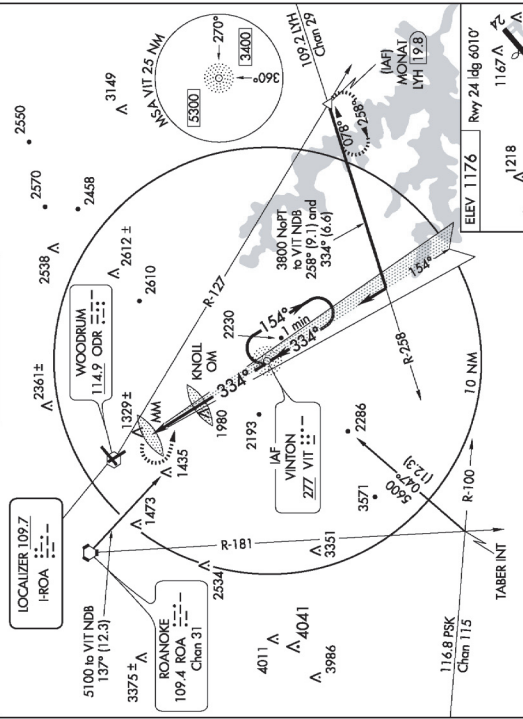 MSA VIT 25 NM
270°
3400
360°
5300
109.2 LYH
Chan 29
(IAF)
MONAT
LYH 19.8
078°
258°
ELEV 1176
Rwy 24 ldg 6010'
1167
24
1218
2550
3149
2570
2458
2538
2612 ±
2610
2361 ±
WOODRUM
114.9 ODR
R-127
3800 NoPT
to VIT NDB
258° (9.1) and
334° (6.6)
154°
R-258
10 NM
LOCALIZER 109.7
I-ROA
1329 ±
MM
KNOLL
OM
334°
2230
154°
1 min
334°
1435
1980
2193
IAF
VINTON
277 VIT
2286
5600
047°
(12.3)
3571
R-100
1473
R-181
3351
2534
TABER INT
5100 to VIT NDB
137° (12.3)
ROANOKE
109.4 ROA
Chan 31
3375 ±
4011
4041
3986
116.8 PSK
Chan 115